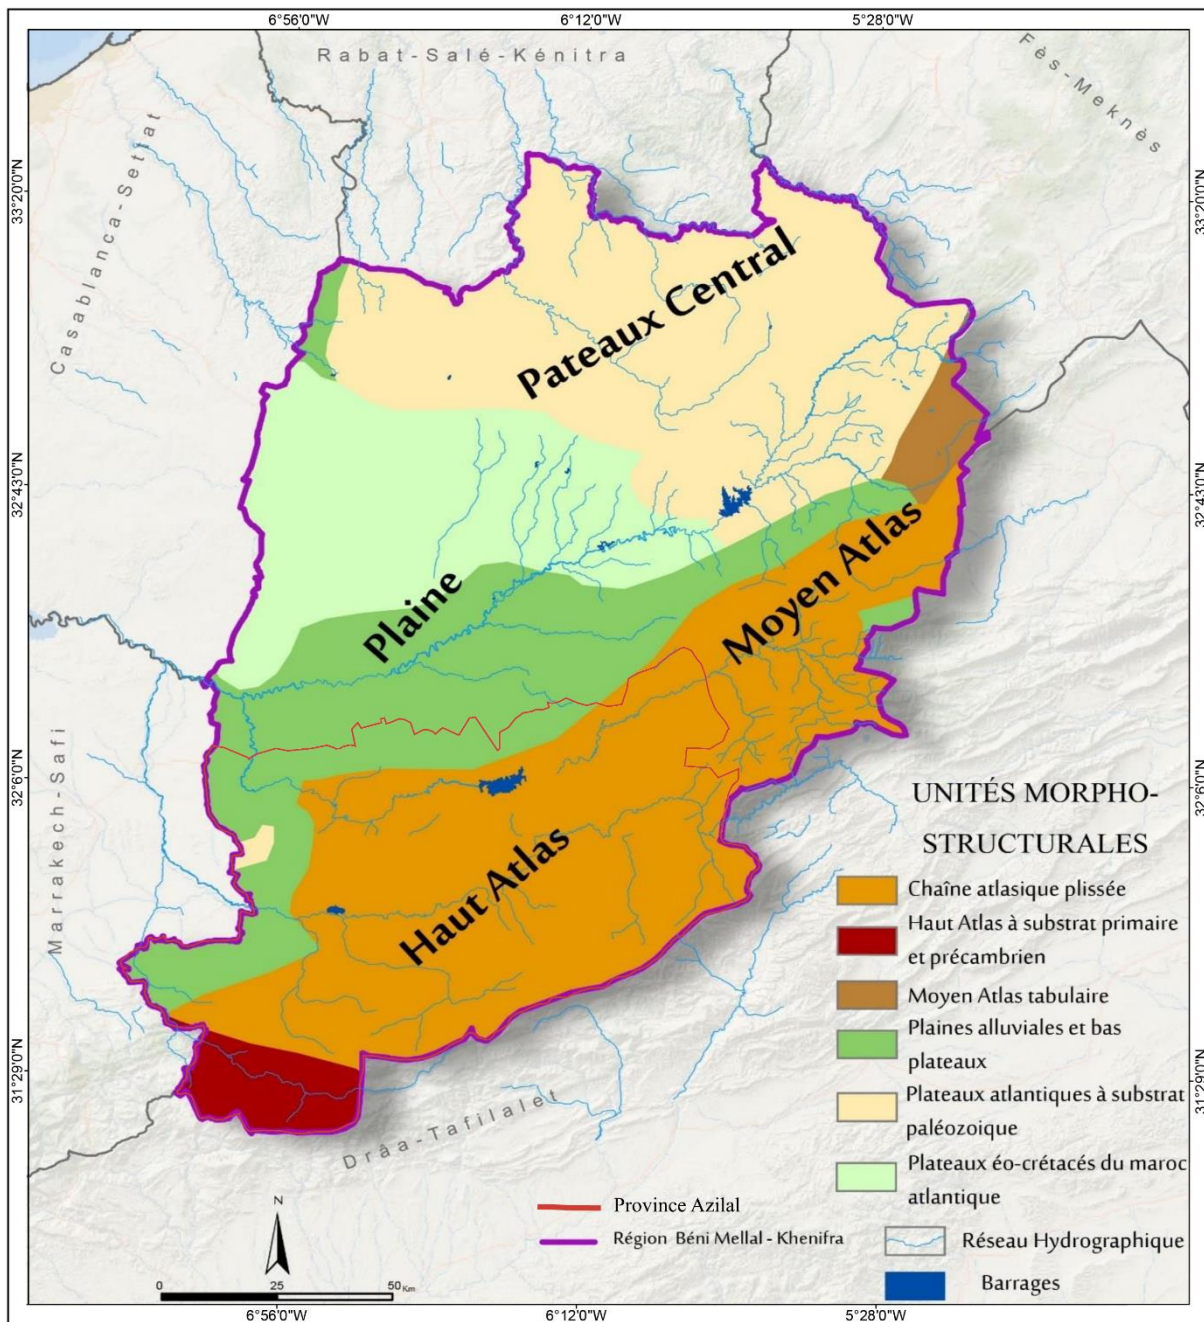 6°56'0"W
6°12'0"W
5°28'0"W
Rabat-Salé-Kénitra
Fès-Meknès
Casablanca-Settat
33°20'0"N
33°20'0"N
Pateaux Central
32°43'0"N
32°43'0"N
Plaine
Moyen Atlas
Marrakech-Safi
32°6'0"N
32°6'0"N
Haut Atlas
31°29'0"N
31°29'0"N
Drâa-Tafilalet
UNITÉS MORPHO-
STRUCTURALES
Chaîne atlasique plissée
Haut Atlas à substrat primaire
et précambrien
Moyen Atlas tabulaire
Plaines alluviales et bas
plateaux
Plateaux atlantiques à substrat
paléozoique
Plateaux éo-crétacés du maroc
atlantique
Province Azilal
Région Béni Mellal - Khenifra
Réseau Hydrographique
Barrages
N
0 25 50 Km
6°56'0"W
6°12'0"W
5°28'0"W